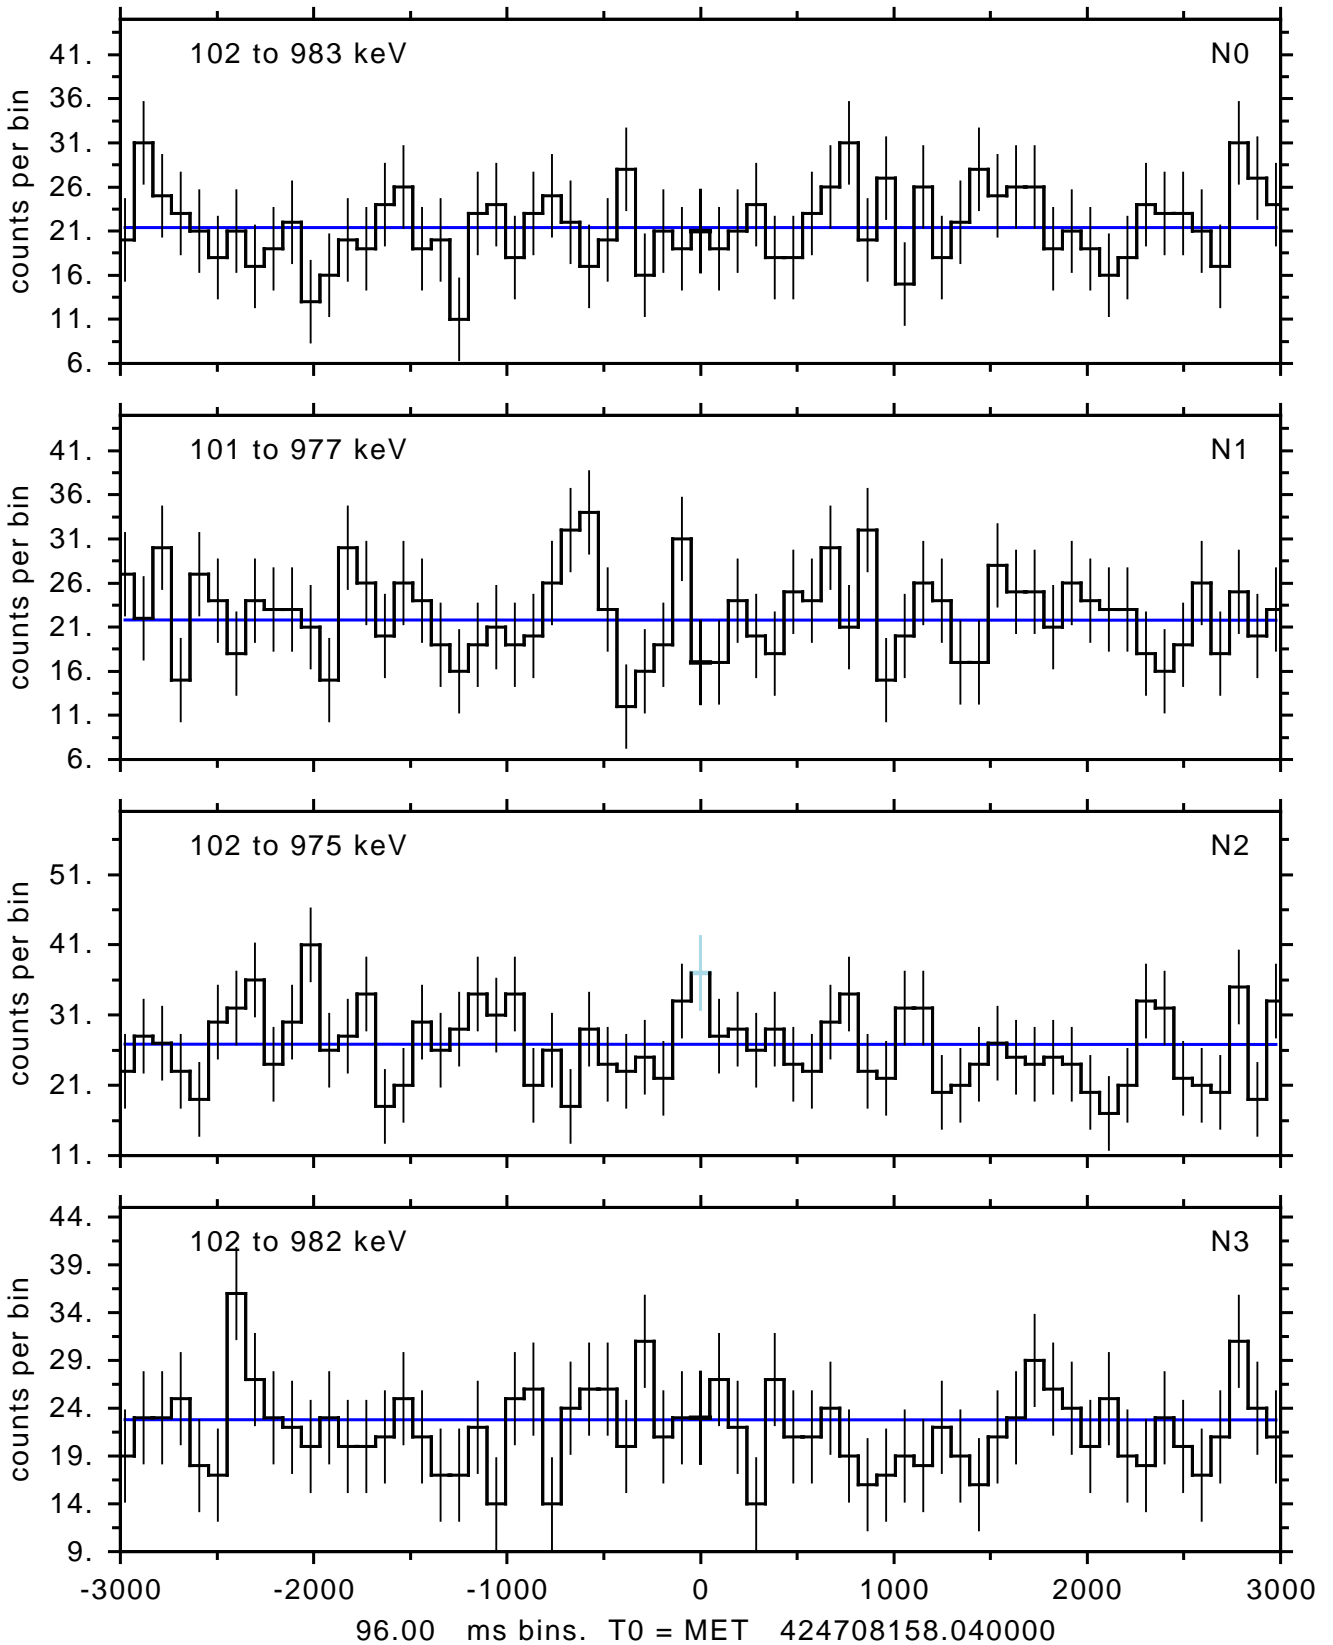 102 to 983 keV N0
41.
36.
31.
26.
21.
16.
11.
6.
counts per bin
101 to 977 keV N1
41.
36.
31.
26.
21.
16.
11.
6.
counts per bin
102 to 975 keV N2
51.
41.
31.
21.
11.
counts per bin
102 to 982 keV N3
44.
39.
34.
29.
24.
19.
14.
9.
counts per bin
-3000 -2000 -1000 0 1000 2000 3000
96.00 ms bins. T0 = MET 424708158.040000